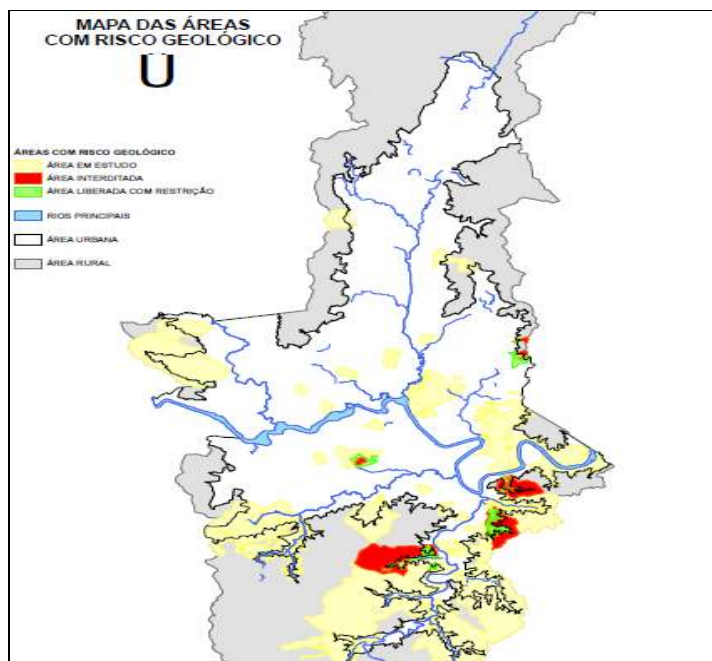 MAPA DAS ÁREAS
COM RISCO GEOLÓGICO
Ü
ÁREAS COM RISCO GEOLÓGICO
ÁREA EM ESTUDO
ÁREA INTERDITADA
ÁREA LIBERADA COM RESTRIÇÃO
RIOS PRINCIPAIS
ÁREA URBANA
ÁREA RURAL